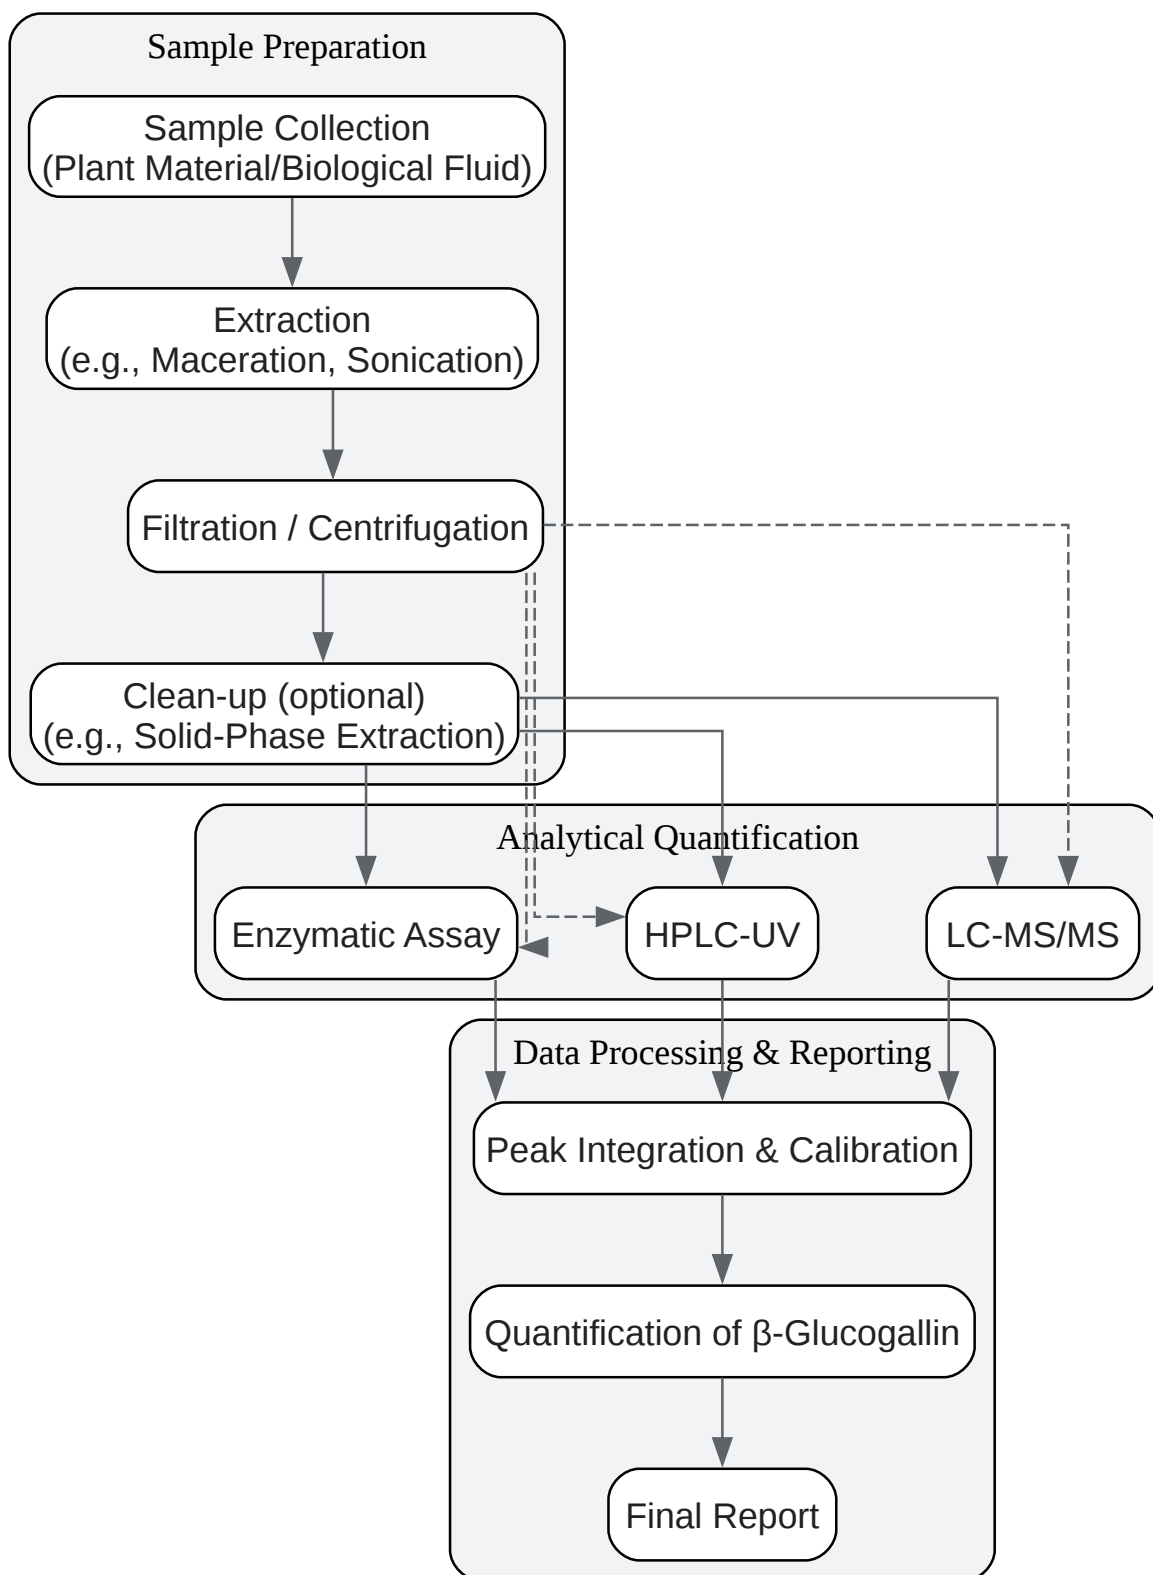 Sample Preparation
Sample Collection
(Plant Material/Biological Fluid)
Extraction
(e.g., Maceration, Sonication)
Filtration / Centrifugation
Clean-up (optional)
(e.g., Solid-Phase Extraction)
Analytical Quantification
Enzymatic Assay
HPLC-UV
LC-MS/MS
Data Processing & Reporting
Peak Integration & Calibration
Quantification of β-Glucogallin
Final Report